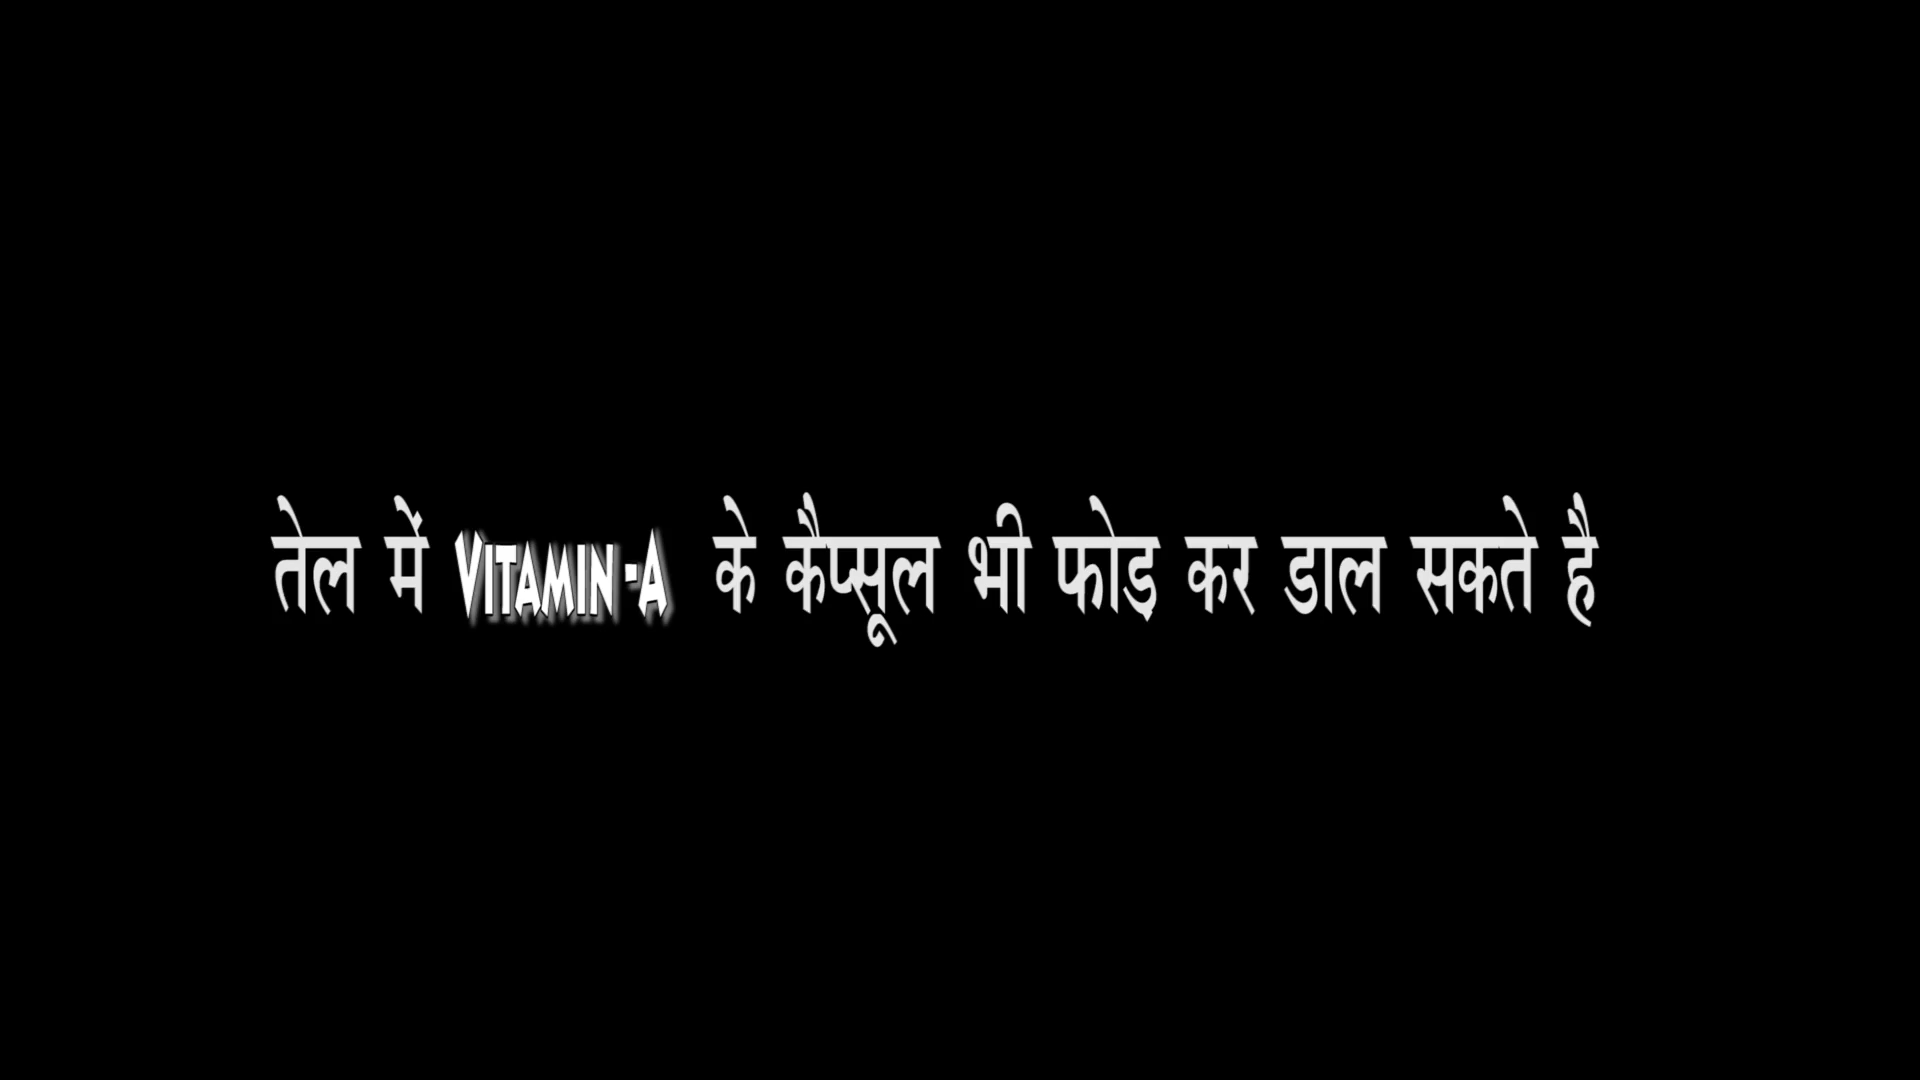 तेल में VITAMIN-A के कैप्सूल भी फोड़ कर डाल सकते है